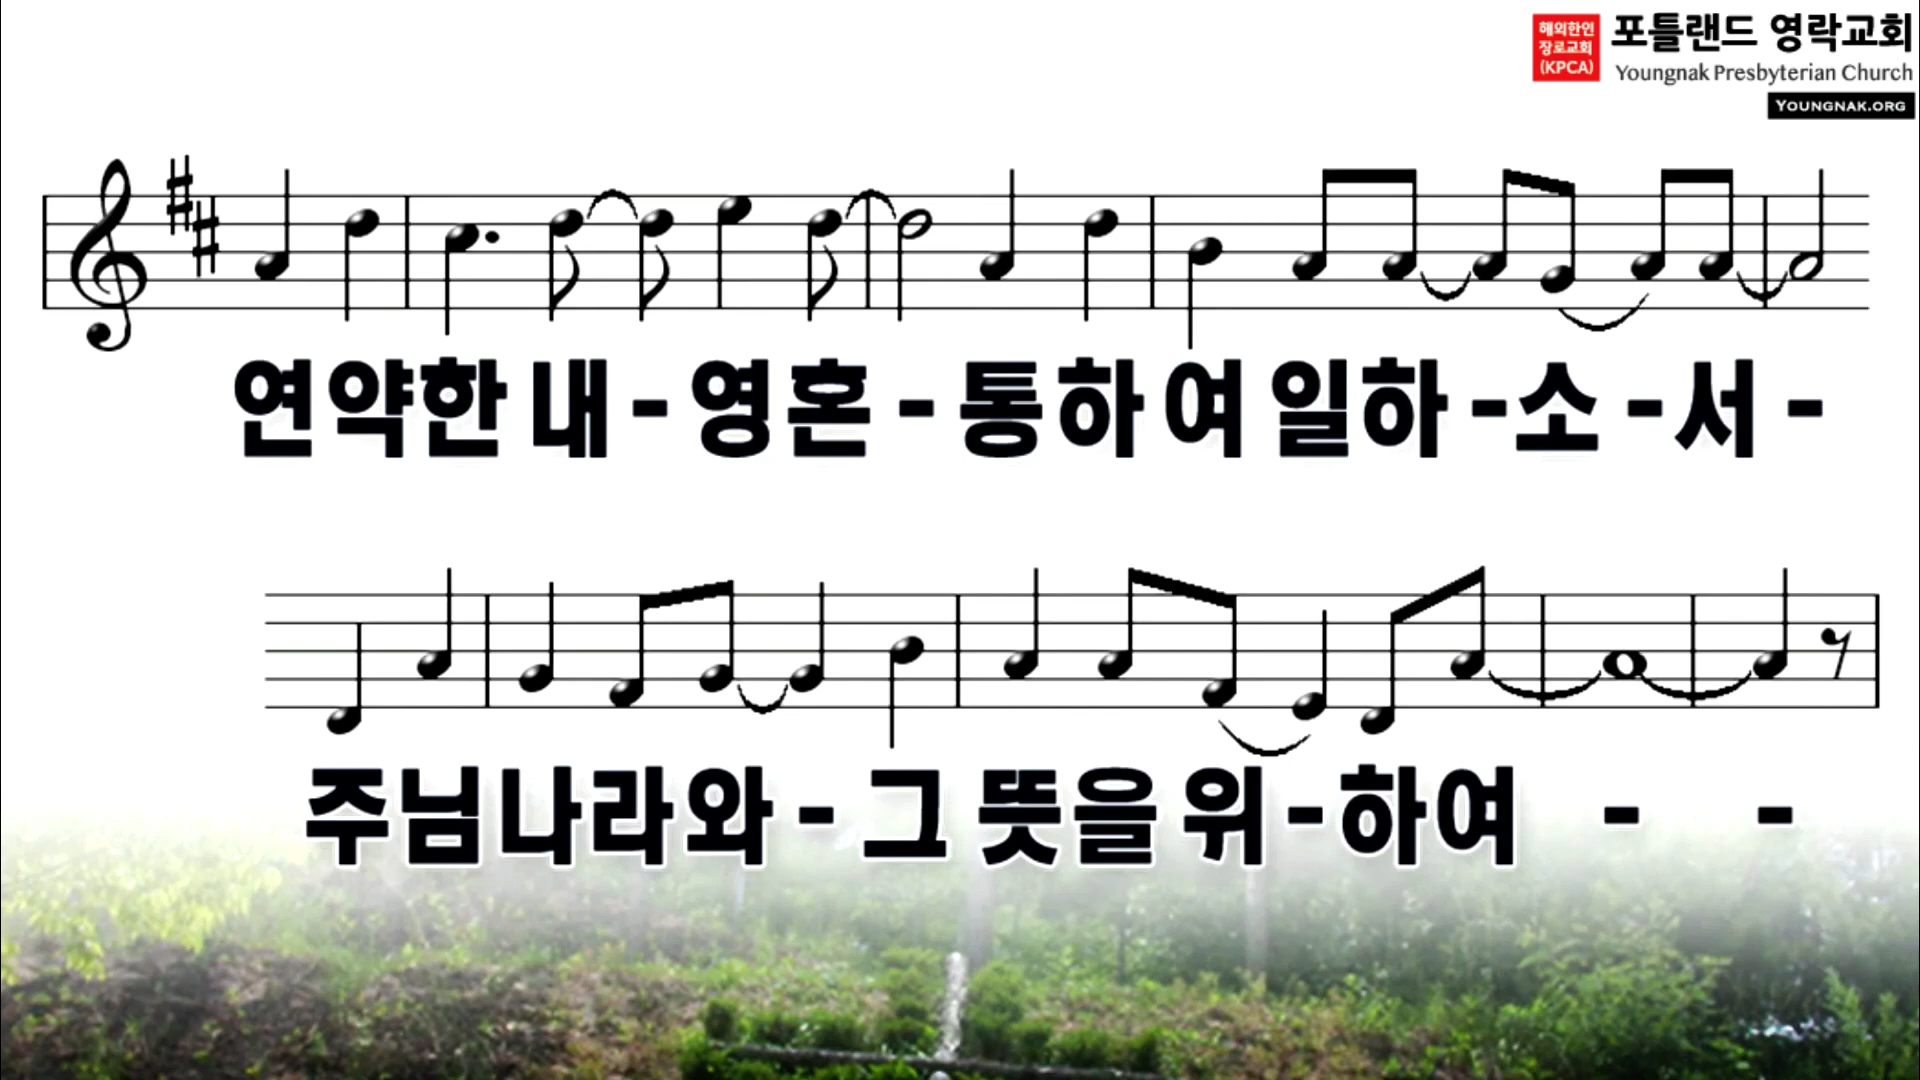 해외한인
장로교회
(KPCA)
포틀랜드 영락교회
Youngnak Presbyterian Church
YOUNGNAK.ORG
연약한 내 - 영혼 - 통하여 일하 - 소 - 서 -
주님나라와 - 그 뜻을 위 - 하여 - -